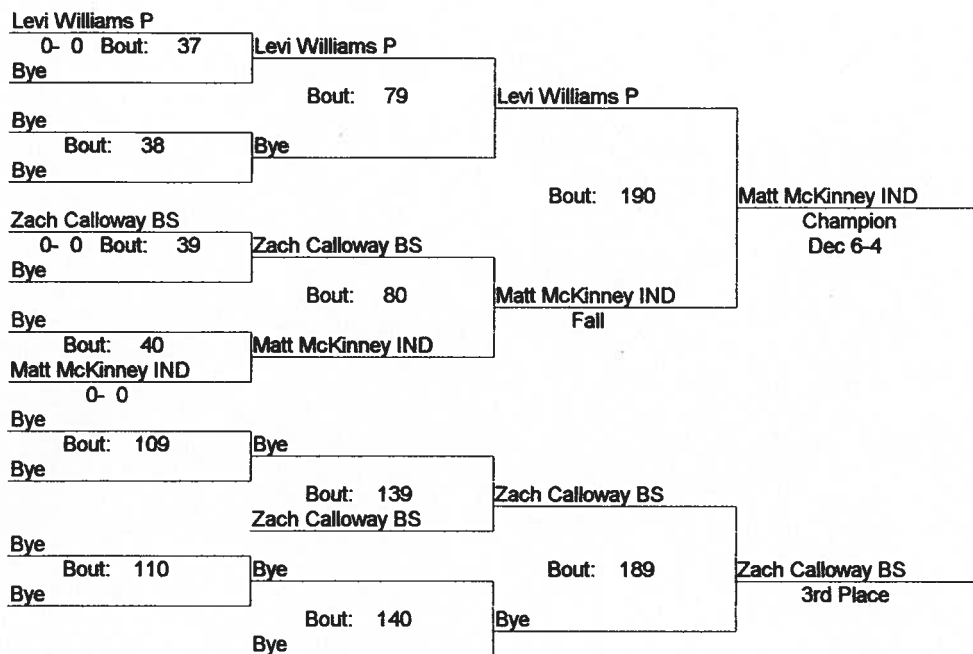 Levi Williams P
0- 0 Bout: 37
Levi Williams P
Bye
Bout: 79
Levi Williams P
Bye
Bout: 38
Bye
Bye
Bout: 190
Matt McKinney IND
Champion
Dec 6-4
Zach Calloway BS
0- 0 Bout: 39
Zach Calloway BS
Bye
Bout: 80
Matt McKinney IND
Fall
Bye
Bout: 40
Matt McKinney IND
Matt McKinney IND
0- 0
Bye
Bout: 109
Bye
Bye
Bout: 139
Zach Calloway BS
Zach Calloway BS
Bye
Bout: 110
Bye
Bye
Bout: 189
Zach Calloway BS
3rd Place
Bout: 140
Bye
Bye